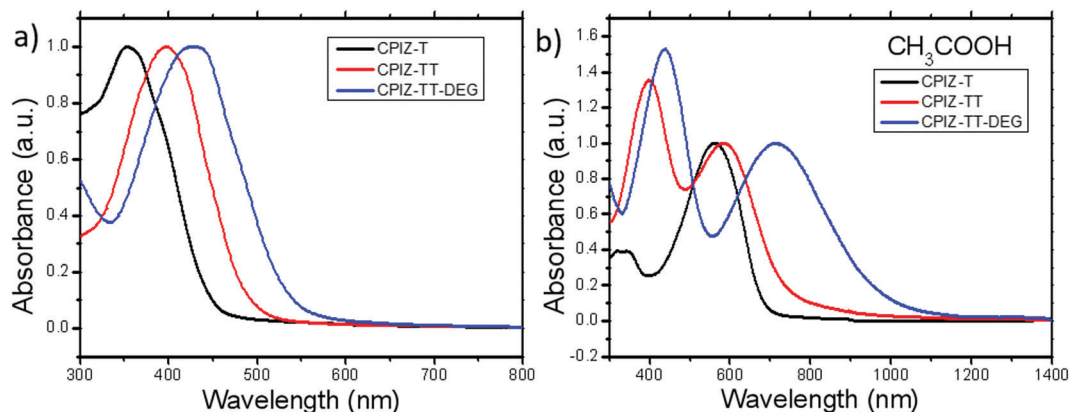 a)
CPIZ-T
CPIZ-TT
CPIZ-TT-DEG
Absorbance (a.u.)
1.0
0.8
0.6
0.4
0.2
0.0
300 400 500 600 700 800
Wavelength (nm)
b)
CH₃COOH
CPIZ-T
CPIZ-TT
CPIZ-TT-DEG
Absorbance (a.u.)
1.6
1.4
1.2
1.0
0.8
0.6
0.4
0.2
0.0
-0.2
400 600 800 1000 1200 1400
Wavelength (nm)